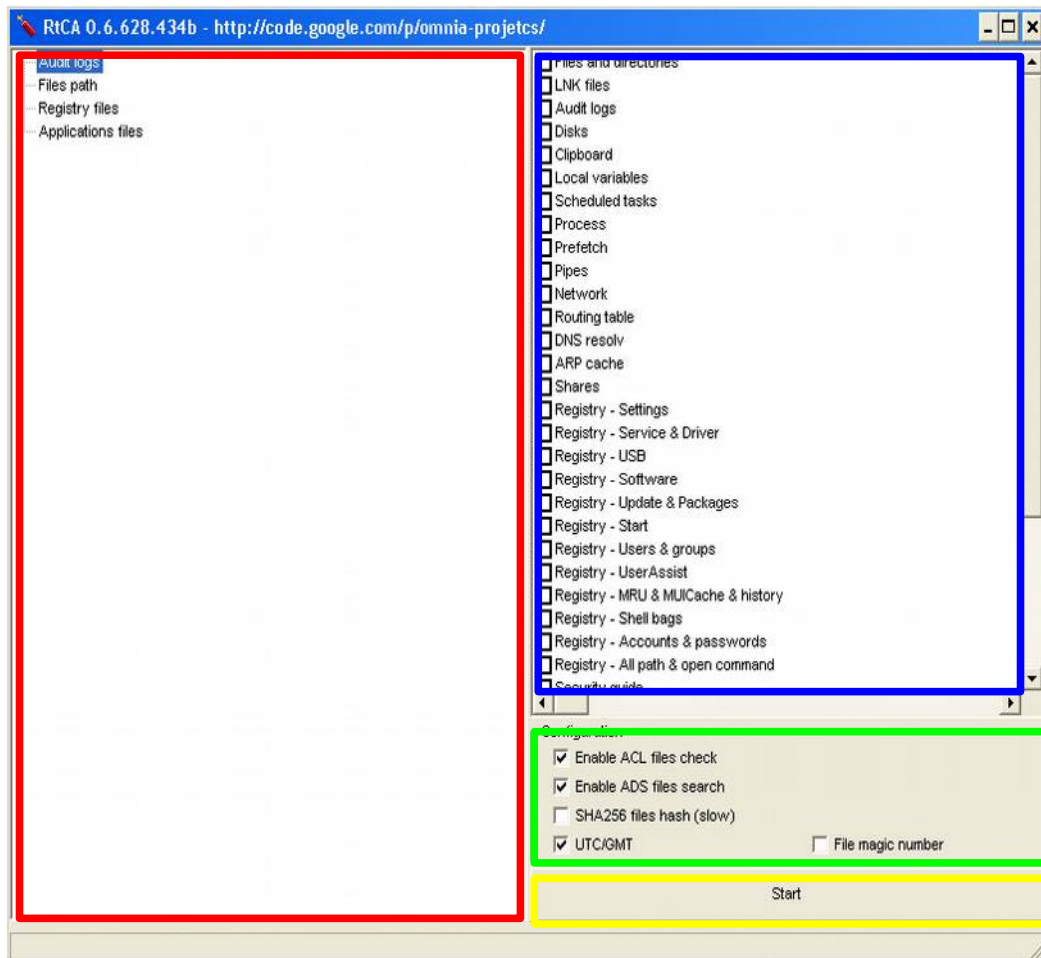 RtCA 0.6.628.434b - http://code.google.com/p/omnia-projetcs/
Audit logs
Files path
Registry files
Applications files
Files and directories
LNK files
Audit logs
Disks
Clipboard
Local variables
Scheduled tasks
Process
Prefetch
Pipes
Network
Routing table
DNS resolv
ARP cache
Shares
Registry - Settings
Registry - Service & Driver
Registry - USB
Registry - Software
Registry - Update & Packages
Registry - Start
Registry - Users & groups
Registry - UserAssist
Registry - MRU & MUICache & history
Registry - Shell bags
Registry - Accounts & passwords
Registry - All path & open command
Security guide
Configuration
Enable ACL files check
Enable ADS files search
SHA256 files hash (slow)
UTC/GMT File magic number
Start